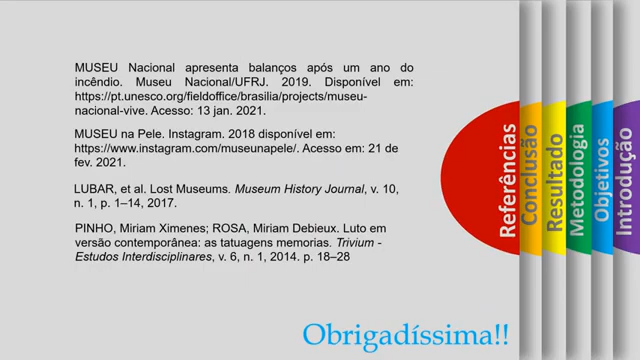 MUSEU Nacional apresenta balanços após um ano do
incêndio. Museu Nacional/UFRJ. 2019. Disponível em:
https://pt.unesco.org/fieldoffice/brasilia/projects/museu-
nacional-vive. Acesso: 13 jan. 2021.
MUSEU na Pele. Instagram. 2018 disponível em:
https://www.instagram.com/museunapele/. Acesso em: 21 de
fev. 2021.
LUBAR, et al. Lost Museums. Museum History Journal, v. 10,
n. 1, p. 1–14, 2017.
PINHO, Miriam Ximenes; ROSA, Miriam Debieux. Luto em
versão contemporânea: as tatuagens memorias. Trivium -
Estudos Interdisciplinares, v. 6, n. 1, 2014. p. 18–28
Obrigadíssima!!
Referências
Conclusão
Resultado
Metodologia
Objetivos
Introdução